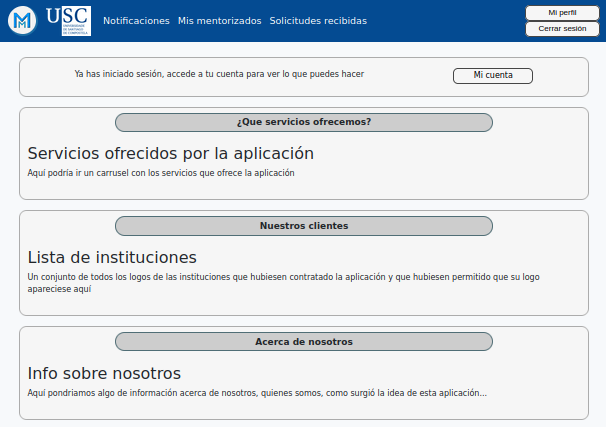 M USC Notificaciones Mis mentorizados Solicitudes recibidas Mi perfil
UNIVERSIDADE
DE SANTIAGO
DE COMPOSTELA
Cerrar sesión
Ya has iniciado sesión, accede a tu cuenta para ver lo que puedes hacer Mi cuenta
¿Que servicios ofrecemos?
Servicios ofrecidos por la aplicación
Aquí podría ir un carrusel con los servicios que ofrece la aplicación
Nuestros clientes
Lista de instituciones
Un conjunto de todos los logos de las instituciones que hubiesen contratado la aplicación y que hubiesen permitido que su logo
apareciese aquí
Acerca de nosotros
Info sobre nosotros
Aquí pondriamos algo de información acerca de nosotros, quienes somos, como surgió la idea de esta aplicación...